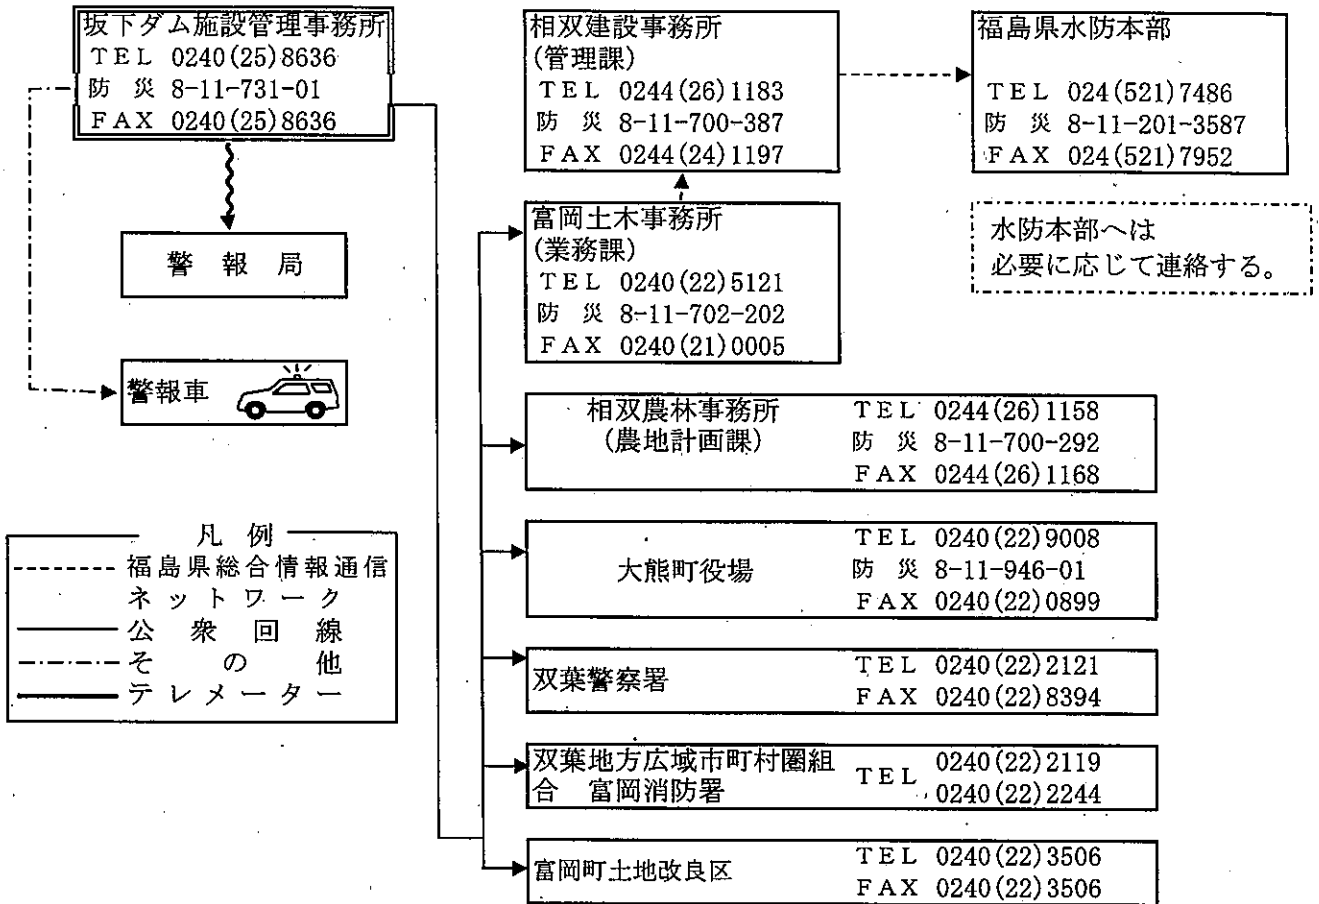 坂下ダム施設管理事務所
ＴＥＬ 0240(25)8636
防 災 8-11-731-01
ＦＡＸ 0240(25)8636
警 報 局
警報車
相双建設事務所
(管理課)
ＴＥＬ 0244(26)1183
防 災 8-11-700-387
ＦＡＸ 0244(24)1197
福島県水防本部
ＴＥＬ 024(521)7486
防 災 8-11-201-3587
ＦＡＸ 024(521)7952
水防本部へは
必要に応じて連絡する。
富岡土木事務所
(業務課)
ＴＥＬ 0240(22)5121
防 災 8-11-702-202
ＦＡＸ 0240(21)0005
相双農林事務所 ＴＥＬ 0244(26)1158
(農地計画課) 防 災 8-11-700-292
ＦＡＸ 0244(26)1168
ＴＥＬ 0240(22)9008
大熊町役場 防 災 8-11-946-01
ＦＡＸ 0240(22)0899
双葉警察署 ＴＥＬ 0240(22)2121
ＦＡＸ 0240(22)8394
双葉地方広域市町村圏組 ＴＥＬ 0240(22)2119
合 富岡消防署 0240(22)2244
富岡町土地改良区 ＴＥＬ 0240(22)3506
ＦＡＸ 0240(22)3506
凡 例
福島県総合情報通信
ネットワーク
公 衆 回 線
そ の 他
テレメーター